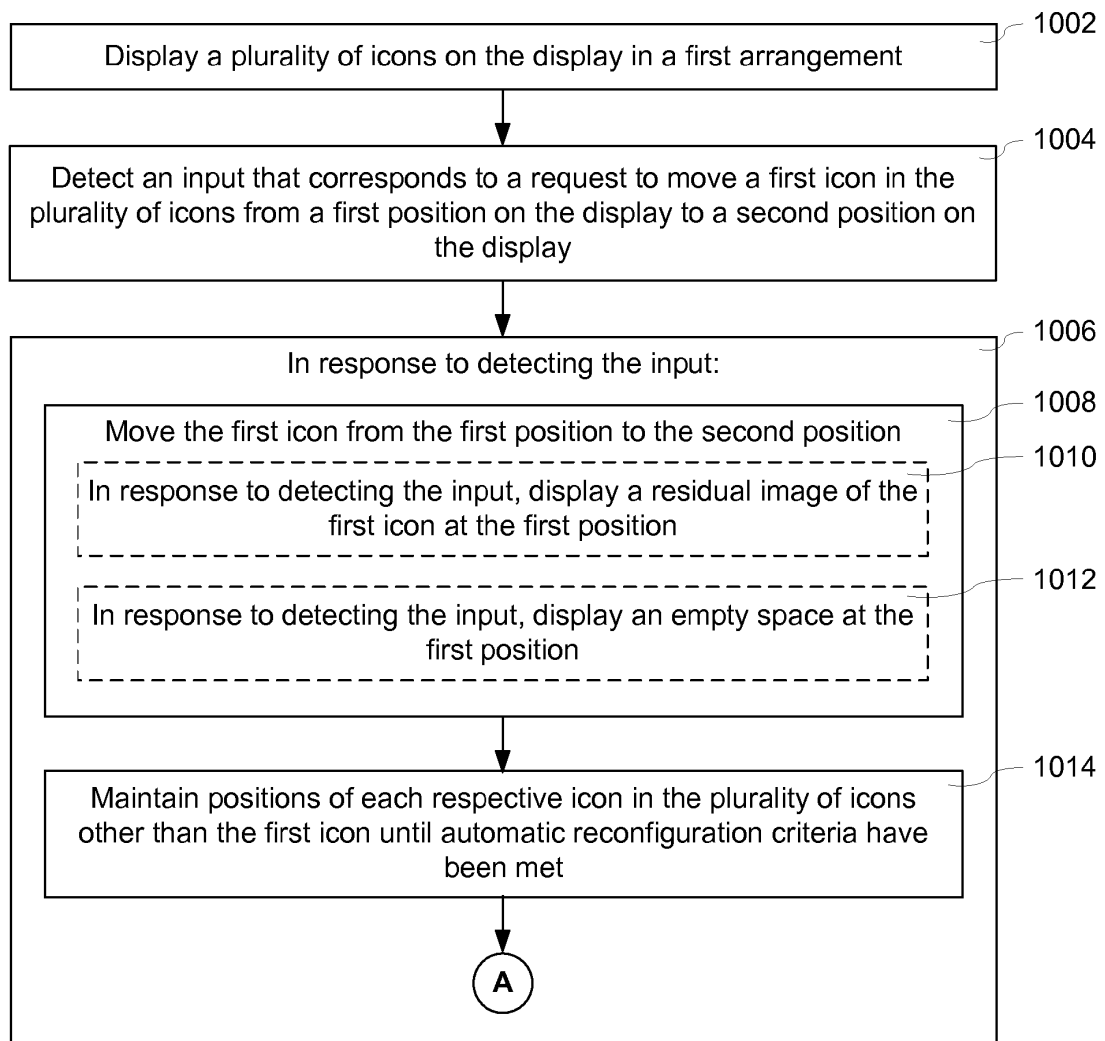 1002
Display a plurality of icons on the display in a first arrangement
1004
Detect an input that corresponds to a request to move a first icon in the
plurality of icons from a first position on the display to a second position on
the display
1006
In response to detecting the input:
1008
Move the first icon from the first position to the second position
1010
In response to detecting the input, display a residual image of the
first icon at the first position
1012
In response to detecting the input, display an empty space at the
first position
1014
Maintain positions of each respective icon in the plurality of icons
other than the first icon until automatic reconfiguration criteria have
been met
A